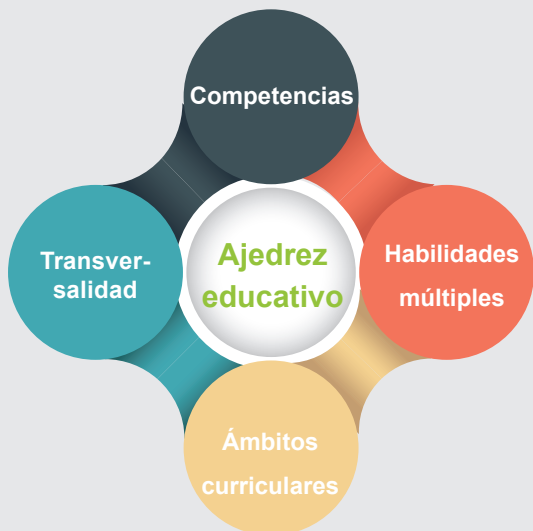 Competencias
Transver-
salidad
Ajedrez
educativo
Habilidades
múltiples
Ámbitos
curriculares